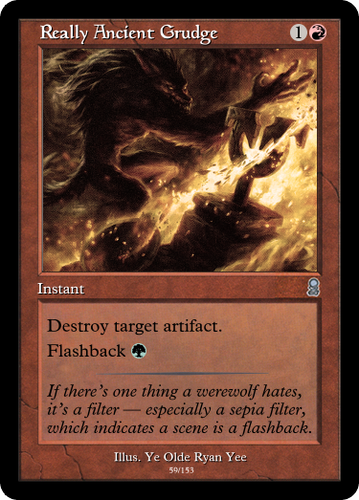 Really Ancient Grudge 1
Instant
Destroy target artifact.
Flashback
If there's one thing a werewolf hates,
it's a filter — especially a sepia filter,
which indicates a scene is a flashback.
Illus. Ye Olde Ryan Yee
59/153